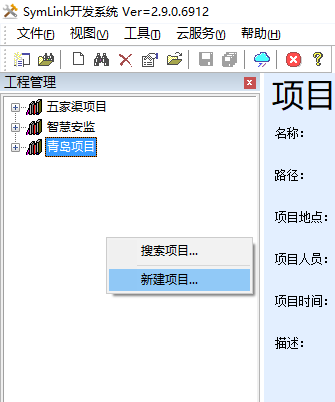 SymLink开发系统 Ver=2.9.0.6912
文件(F) 视图(V) 工具(T) 云服务(Y) 帮助(H)
工程管理
五家渠项目
智慧安监
青岛项目
搜索项目...
新建项目...
项目
名称:
路径:
项目地点:
项目人员:
项目时间:
描述: